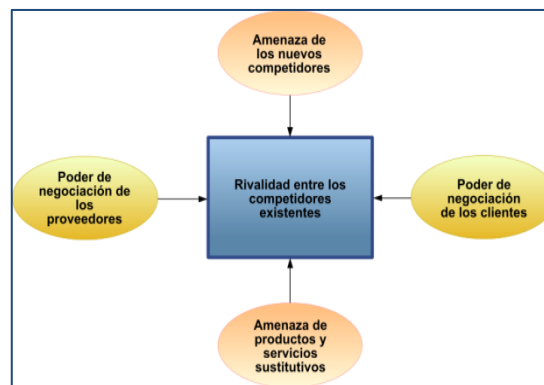 Amenaza de
los nuevos
competidores
Poder de
negociación de
los
proveedores
Rivalidad entre los
competidores
existentes
Poder de
negociación
de los clientes
Amenaza de
productos y
servicios
sustitutivos